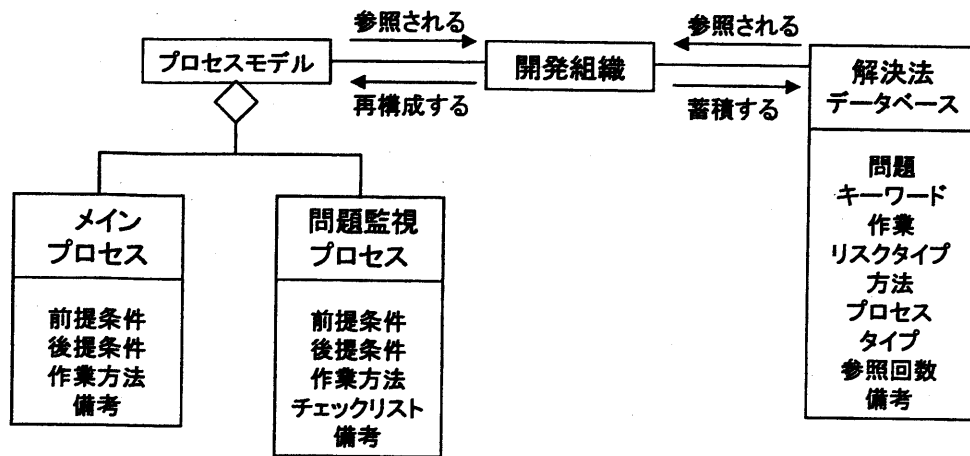 参照される
参照される
プロセスモデル
開発組織
解決法
データベース
再構成する
蓄積する
問題
キーワード
作業
リスクタイプ
方法
プロセス
タイプ
参照回数
備考
メイン
プロセス
前提条件
後提条件
作業方法
備考
問題監視
プロセス
前提条件
後提条件
作業方法
チェックリスト
備考